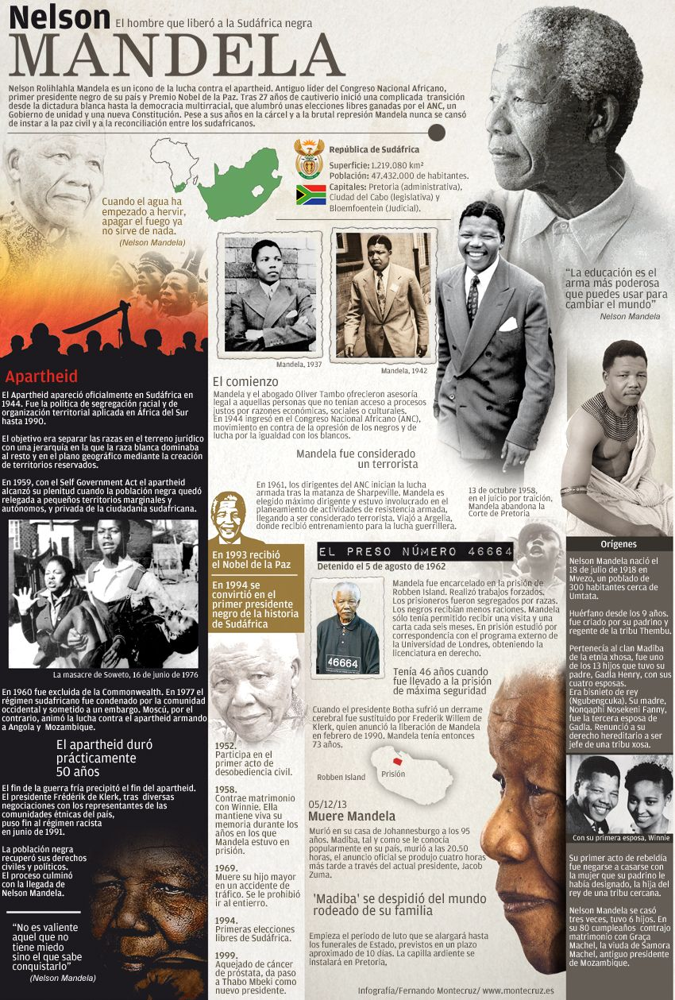 Nelson El hombre que liberó a la Sudáfrica negra
MANDELA
Nelson Rolihlahla Mandela es un icono de la lucha contra el apartheid. Antiguo líder del Congreso Nacional Africano,
primer presidente negro de su país y Premio Nobel de la Paz. Tras 27 años de cautiverio inició una complicada transición
desde la dictadura blanca hasta la democracia multirracial, que alumbró unas elecciones libres ganadas por el ANC, un
Gobierno de unidad y una nueva Constitución. Pese a sus años en la cárcel y a la brutal represión Mandela nunca se cansó
de instar a la paz civil y a la reconciliación entre los sudafricanos.
Cuando el agua ha
empezado a hervir,
apagar el fuego ya
no sirve de nada.
(Nelson Mandela)
República de Sudáfrica
Superficie: 1.219.080 km²
Población: 47.432.000 de habitantes.
Capitales: Pretoria (administrativa),
Ciudad del Cabo (legislativa) y
Bloemfoentein (Judicial).
“La educación es el
arma más poderosa
que puedes usar para
cambiar el mundo”
Nelson Mandela
Mandela, 1937
Mandela, 1942
Apartheid
El Apartheid apareció oficialmente en Sudáfrica en
1944. Fue la política de segregación racial y de
organización territorial aplicada en África del Sur
hasta 1990.
El objetivo era separar las razas en el terreno jurídico
con una jerarquía en la que la raza blanca dominaba
al resto y en el plano geográfico mediante la creación
de territorios reservados.
En 1959, con el Self Government Act el apartheid
alcanzó su plenitud cuando la población negra quedó
relegada a pequeños territorios marginales y
autónomos, y privada de la ciudadanía sudafricana.
La masacre de Soweto, 16 de junio de 1976
En 1960 fue excluida de la Commonwealth. En 1977 el
régimen sudafricano fue condenado por la comunidad
occidental y sometido a un embargo. Moscú, por el
contrario, animó la lucha contra el apartheid armando
a Angola y Mozambique.
El apartheid duró
prácticamente
50 años
El fin de la guerra fría precipitó el fin del apartheid.
El presidente Frédérik de Klerk, tras diversas
negociaciones con los representantes de las
comunidades étnicas del país,
puso fin al régimen racista
en junio de 1991.
La población negra
recuperó sus derechos
civiles y políticos.
El proceso culminó
con la llegada de
Nelson Mandela.
“No es valiente
aquel que no
tiene miedo
sino el que sabe
conquistarlo”
(Nelson Mandela)
El comienzo
Mandela y el abogado Oliver Tambo ofrecieron asesoría
legal a aquellas personas que no tenían acceso a procesos
justos por razones económicas, sociales o culturales.
En 1944 ingresó en el Congreso Nacional Africano (ANC),
movimiento en contra de la opresión de los negros y de
lucha por la igualdad con los blancos.
Mandela fue considerado
un terrorista
En 1961, los dirigentes del ANC inician la lucha
armada tras la matanza de Sharpeville. Mandela es
elegido máximo dirigente y estuvo involucrado en el
planeamiento de actividades de resistencia armada,
llegando a ser considerado terrorista. Viajó a Argelia,
donde recibió entrenamiento para la lucha guerrillera.
13 de octubre 1958,
en el juicio por traición,
Mandela abandona la
Corte de Pretoria
En 1993 recibió
el Nobel de la Paz
En 1994 se
convirtió en el
primer presidente
negro de la historia
de Sudáfrica
1952.
Participa en el
primer acto de
desobediencia civil.
1958.
Contrae matrimonio
con Winnie. Ella
mantiene viva su
memoria durante los
años en los que
Mandela estuvo en
prisión.
1969.
Muere su hijo mayor
en un accidente de
tráfico. Se le prohibió
ir al entierro.
1994.
Primeras elecciones
libres de Sudáfrica.
1999.
Aquejado de cáncer
de próstata, da paso
a Thabo Mbeki como
nuevo presidente.
EL PRESO NÚMERO 46664
Detenido el 5 de agosto de 1962
46664
Mandela fue encarcelado en la prisión de
Robben Island. Realizó trabajos forzados.
Los prisioneros fueron segregados por razas.
Los negros recibían menos raciones. Mandela
sólo tenía permitido recibir una visita y una
carta cada seis meses. En prisión estudió por
correspondencia con el programa externo de
la Universidad de Londres, obteniendo la
licenciatura en derecho.
Tenía 46 años cuando
fue llevado a la prisión
de máxima seguridad
Cuando el presidente Botha sufrió un derrame
cerebral fue sustituido por Frederik Willem de
Klerk, quien anunció la liberación de Mandela
en febrero de 1990. Mandela tenía entonces
73 años.
Robben Island
Prisión
05/12/13
Muere Mandela
Murió en su casa de Johannesburgo a los 95
años. Madiba, tal y como se le conocía
popularmente en su país, murió a las 20.50
horas, el anuncio oficial se produjo cuatro horas
más tarde a través del actual presidente, Jacob
Zuma.
'Madiba' se despidió del mundo
rodeado de su familia
Empieza el periodo de luto que se alargará hasta
los funerales de Estado, previstos en un plazo
aproximado de 10 días. La capilla ardiente se
instalará en Pretoria,
Infografía/Fernando Montecruz/ www.montecruz.es
Orígenes
Nelson Mandela nació el
18 de julio de 1918 en
Mvezo, un poblado de
300 habitantes cerca de
Umtata.
Huérfano desde los 9 años.
fue criado por su padrino y
regente de la tribu Thembu.
Pertenecía al clan Madiba
de la etnia xhosa, fue uno
de los 13 hijos que tuvo su
padre, Gadla Henry, con sus
cuatro esposas.
Era bisnieto de rey
(Ngubengcuka). Su madre,
Nonqaphi Nosekeni Fanny,
fue la tercera esposa de
Gadla. Renunció a su
derecho hereditario a ser
jefe de una tribu xosa.
Con su primera esposa, Winnie
Su primer acto de rebeldía
fue negarse a casarse con
la mujer que su padrino le
había designado, la hija del
rey de una tribu cercana.
Nelson Mandela se casó
tres veces, tuvo 6 hijos. En
su 80 cumpleaños contrajo
matrimonio con Graça
Machel, la viuda de Samora
Machel, antiguo presidente
de Mozambique.